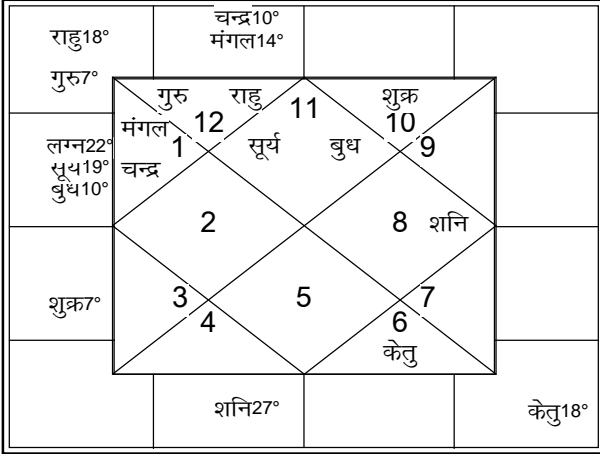 चन्द्र10°
मंगल14°
राहु18°
गुरु7°
गुरु राहु 11 शुक्र
मंगल 12 10
1 सूर्य बुध 9
लग्न22°
सूय19°
बुध10°
चन्द्र
2 8 शनि
शुक्र7°
3 5 7
4 6
केतु
शनि27°
केतु18°